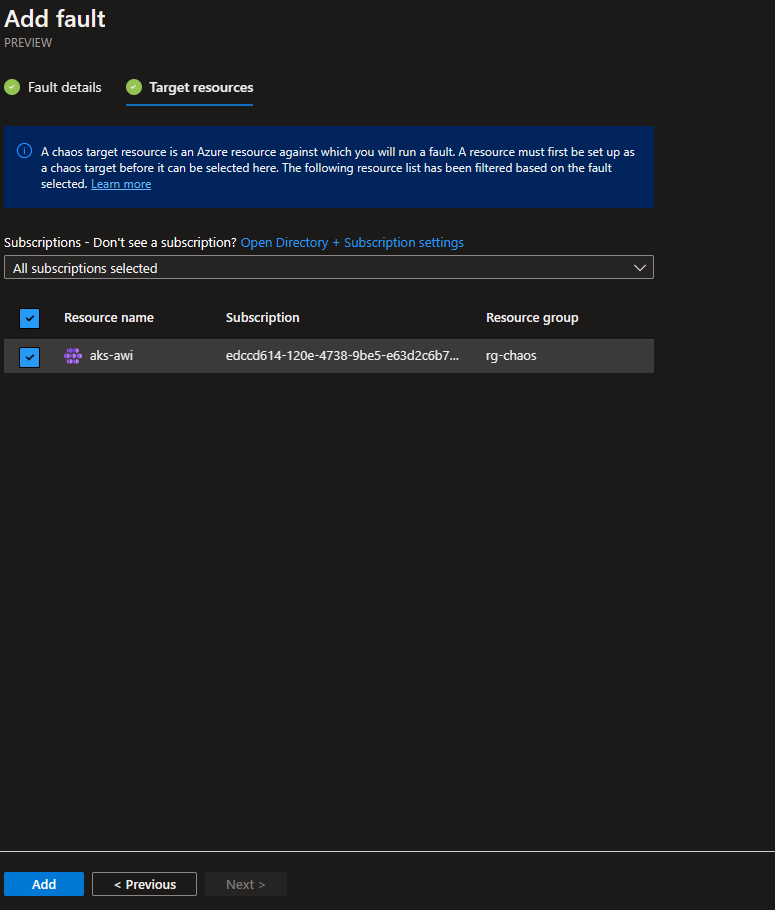 Add fault
PREVIEW
Fault details
Target resources
A chaos target resource is an Azure resource against which you will run a fault. A resource must first be set up as
a chaos target before it can be selected here. The following resource list has been filtered based on the fault
selected. Learn more
Subscriptions - Don't see a subscription? Open Directory + Subscription settings
All subscriptions selected
Resource name Subscription Resource group
aks-awi edccd614-120e-4738-9be5-e63d2c6b7... rg-chaos
Add < Previous Next >